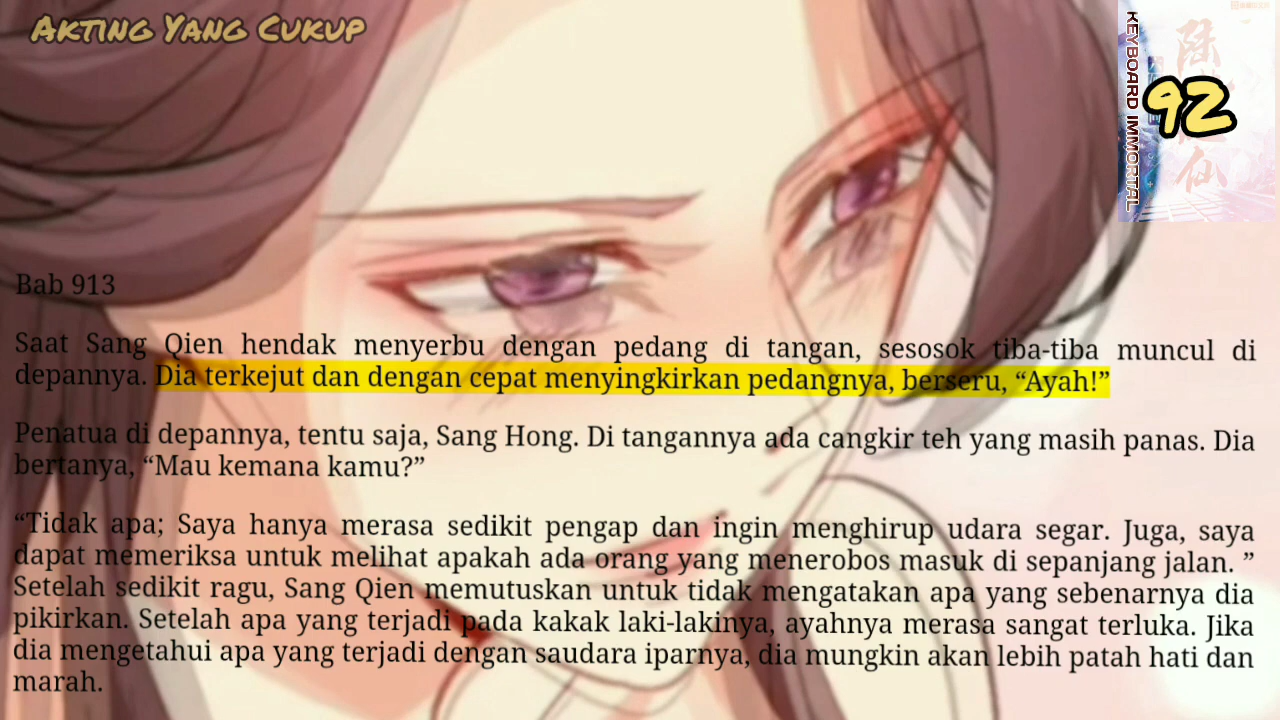 Akting Yang Cukup
KEYBOARD IMMORTAL
92
Bab 913
Saat Sang Qien hendak menyerbu dengan pedang di tangan, sesosok tiba-tiba muncul di
depannya. Dia terkejut dan dengan cepat menyingkirkan pedangnya, berseru, “Ayah!”
Penatua di depannya, tentu saja, Sang Hong. Di tangannya ada cangkir teh yang masih panas. Dia
bertanya, “Mau kemana kamu?”
“Tidak apa; Saya hanya merasa sedikit pengap dan ingin menghirup udara segar. Juga, saya
dapat memeriksa untuk melihat apakah ada orang yang menerobos masuk di sepanjang jalan. ”
Setelah sedikit ragu, Sang Qien memutuskan untuk tidak mengatakan apa yang sebenarnya dia
pikirkan. Setelah apa yang terjadi pada kakak laki-lakinya, ayahnya merasa sangat terluka. Jika
dia mengetahui apa yang terjadi dengan saudara iparnya, dia mungkin akan lebih patah hati dan
marah.